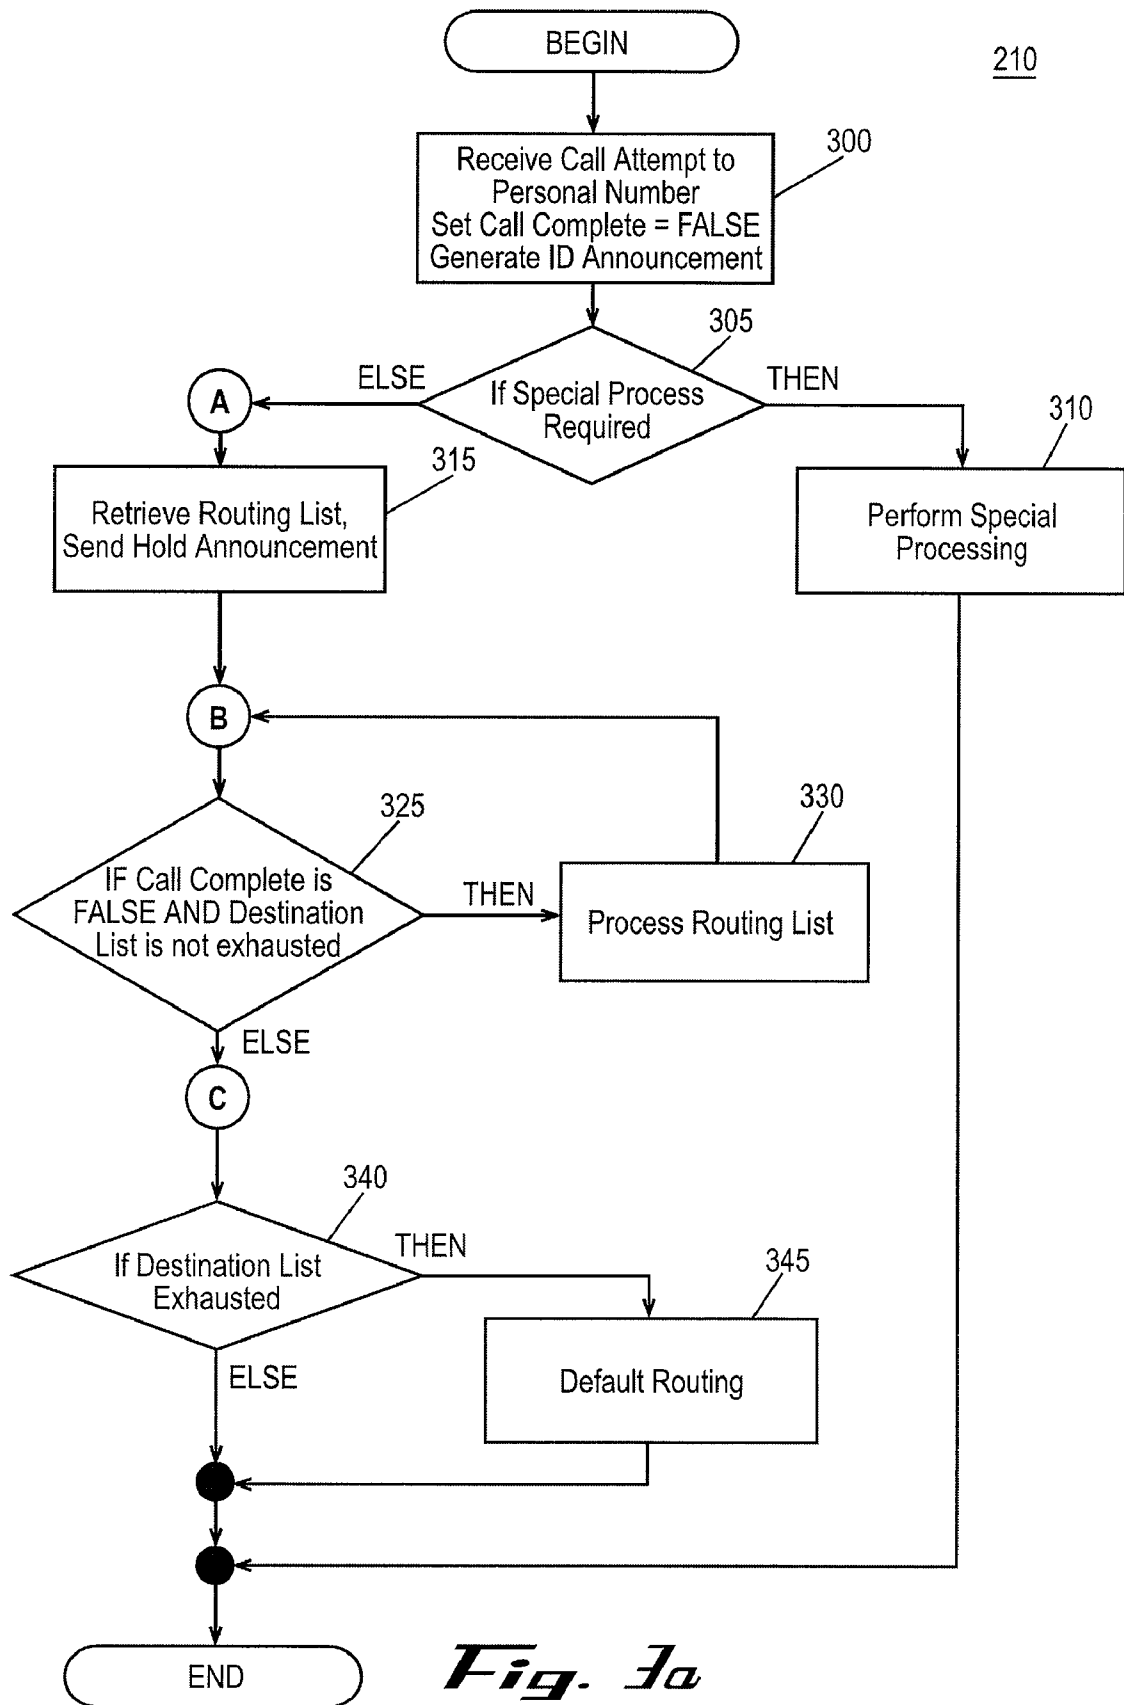 BEGIN
210
Receive Call Attempt to
Personal Number
Set Call Complete = FALSE
Generate ID Announcement
300
305
If Special Process
Required
ELSE
THEN
A
310
315
Retrieve Routing List,
Send Hold Announcement
Perform Special
Processing
B
325
330
IF Call Complete is
FALSE AND Destination
List is not exhausted
THEN
Process Routing List
ELSE
C
340
If Destination List
Exhausted
THEN
345
Default Routing
ELSE
END
Fig. 3a